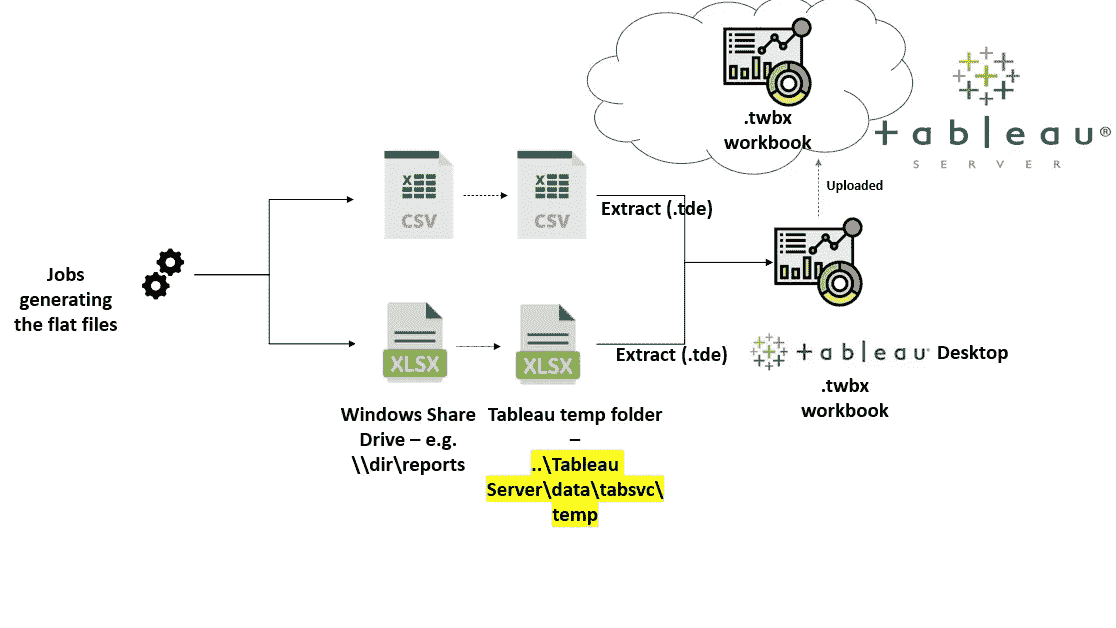 .twbx
workbook
tableau®
SERVER
Uploaded
X
CSV
X
CSV
Extract (.tde)
Jobs
generating
the flat files
XLSX
XLSX
Extract (.tde)
tableau Desktop
.twbx
workbook
Windows Share
Drive – e.g.
\\dir\reports
Tableau temp folder
–
..\Tableau
Server\data\tabsvc\
temp